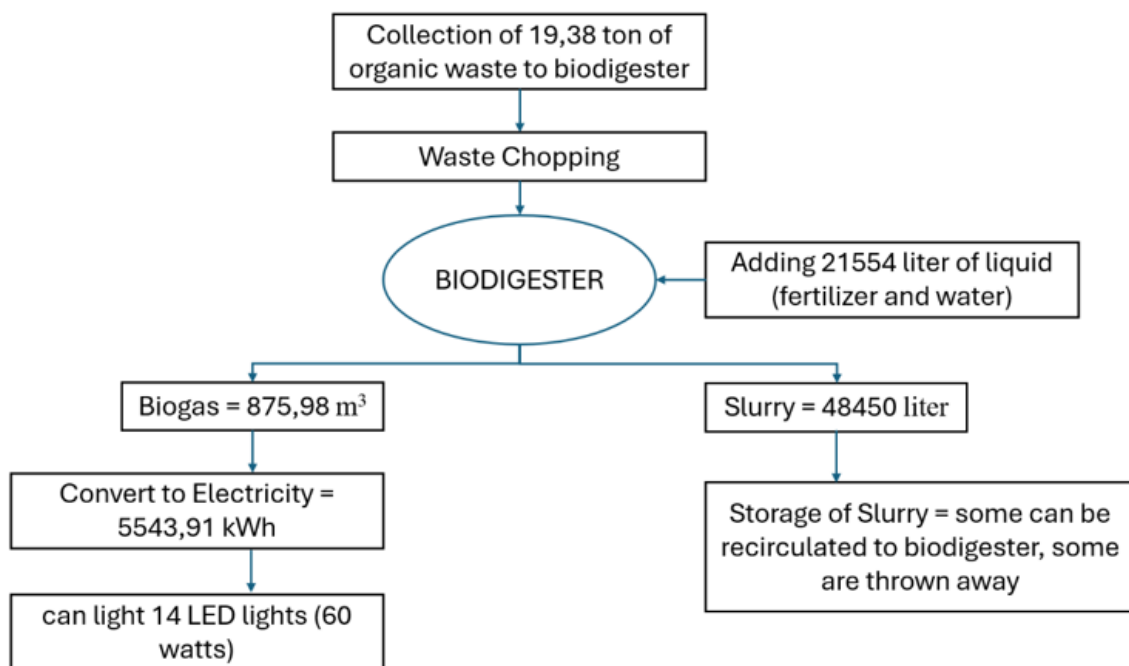 Collection of 19,38 ton of
organic waste to biodigester
Waste Chopping
BIODIGESTER
Adding 21554 liter of liquid
(fertilizer and water)
Biogas = 875,98 m³
Slurry = 48450 liter
Convert to Electricity =
5543,91 kWh
Storage of Slurry = some can be
recirculated to biodigester, some
are thrown away
can light 14 LED lights (60
watts)